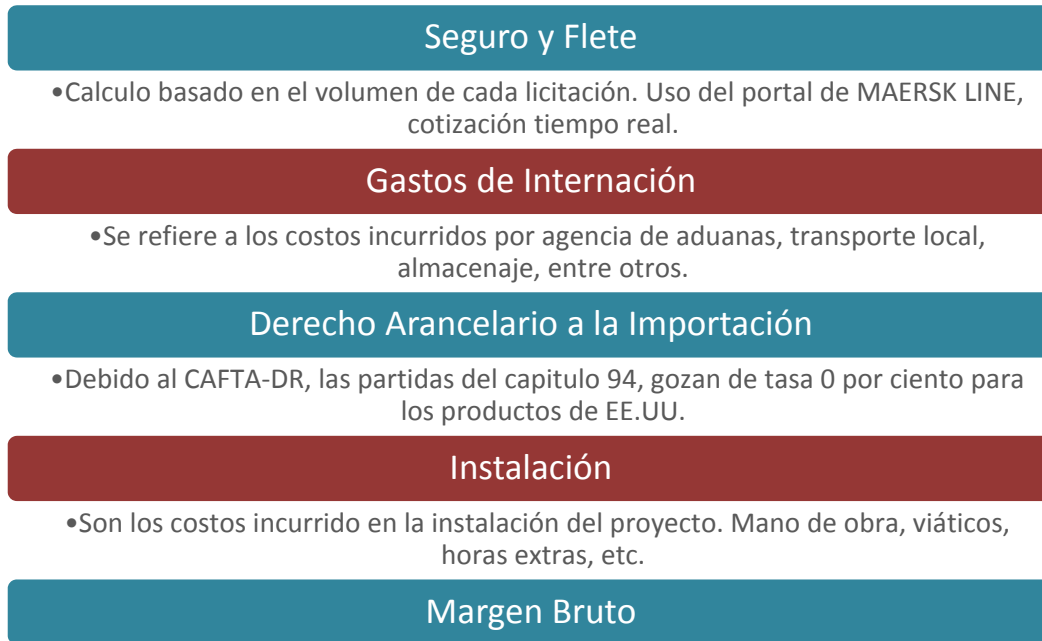 Seguro y Flete
•Calculo basado en el volumen de cada licitación. Uso del portal de MAERSK LINE,
cotización tiempo real.
Gastos de Internación
•Se refiere a los costos incurridos por agencia de aduanas, transporte local,
almacenaje, entre otros.
Derecho Arancelario a la Importación
•Debido al CAFTA-DR, las partidas del capitulo 94, gozan de tasa 0 por ciento para
los productos de EE.UU.
Instalación
•Son los costos incurrido en la instalación del proyecto. Mano de obra, viáticos,
horas extras, etc.
Margen Bruto